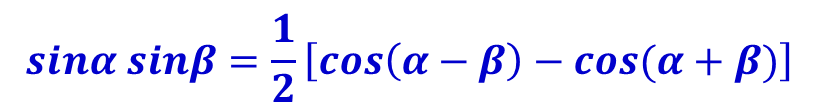 sinα sinβ = 1/2 [cos(α − β) − cos(α + β)]